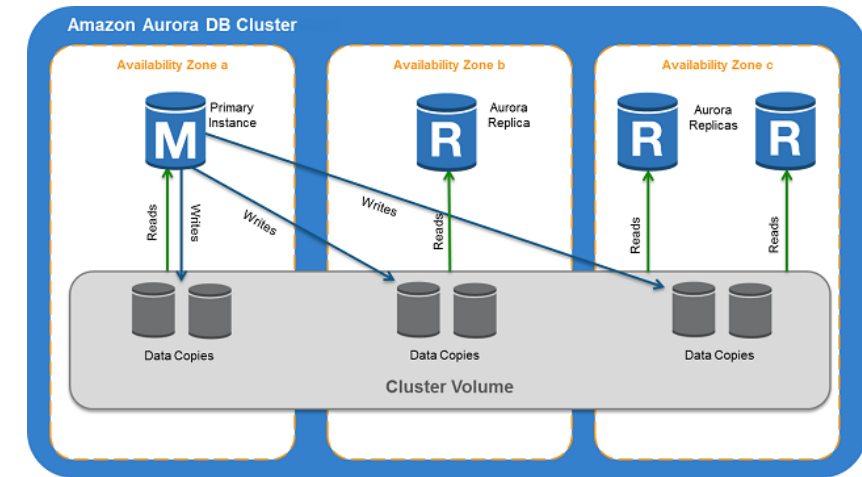 Amazon Aurora DB Cluster
Availability Zone a
Availability Zone b
Availability Zone c
Primary
Instance
M
Aurora
Replica
R
Aurora
Replicas
R
R
Reads
Writes
Writes
Writes
Reads
Reads
Reads
Data Copies
Data Copies
Data Copies
Cluster Volume